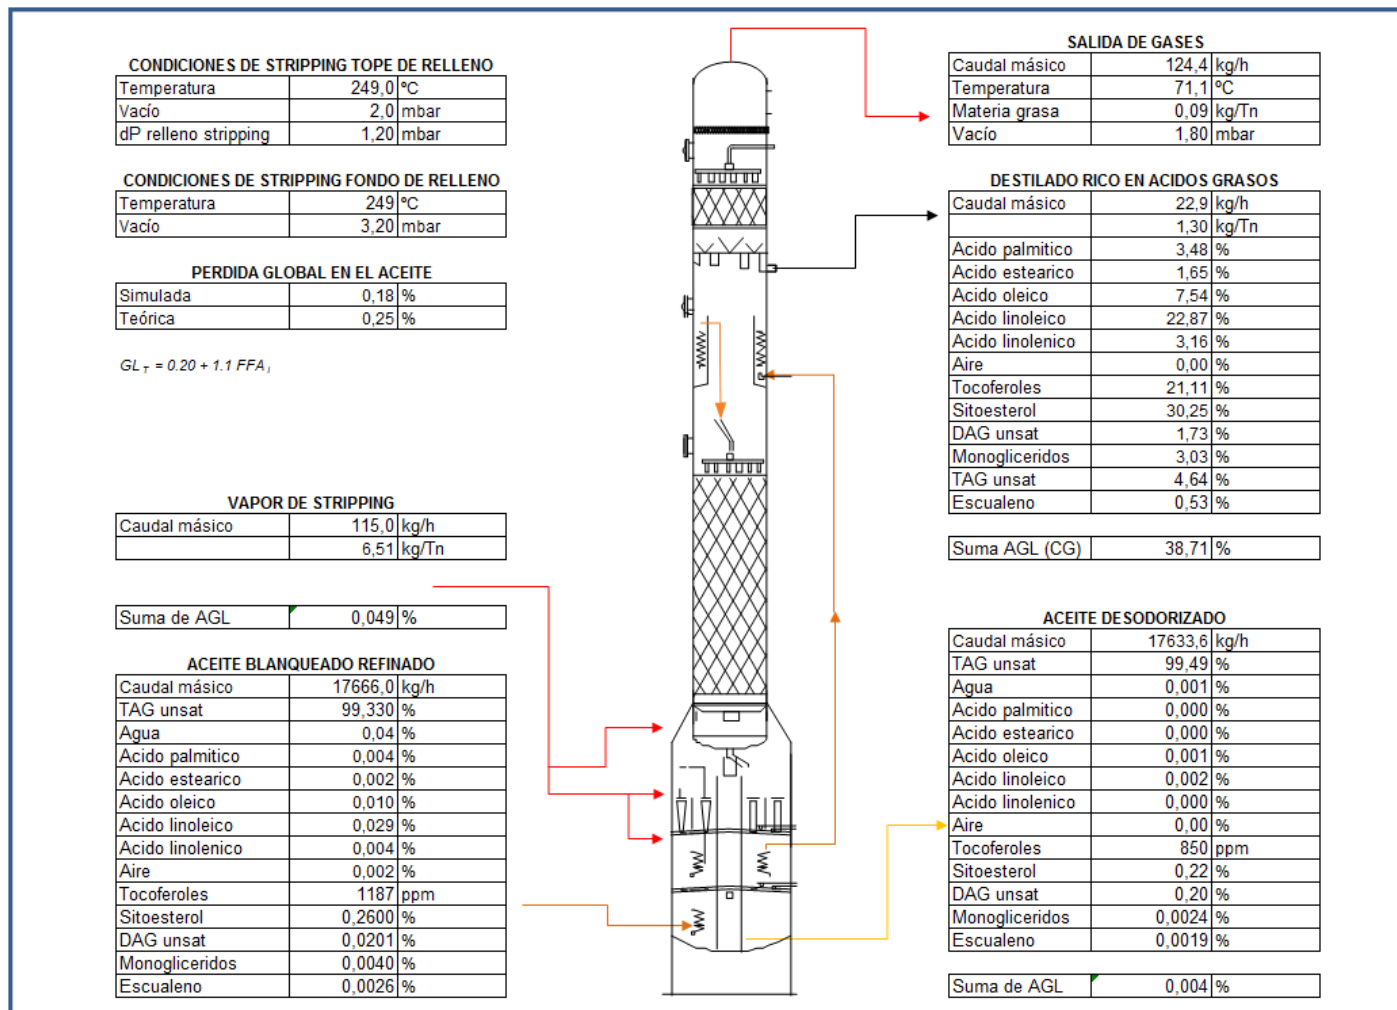 CONDICIONES DE STRIPPING TOPE DE RELLENO
Temperatura 249,0 ºC
Vacío 2,0 mbar
dP relleno stripping 1,20 mbar
CONDICIONES DE STRIPPING FONDO DE RELLENO
Temperatura 249 ºC
Vacío 3,20 mbar
PERDIDA GLOBAL EN EL ACEITE
Simulada 0,18 %
Teórica 0,25 %
GL T = 0.20 + 1.1 FFA I
VAPOR DE STRIPPING
Caudal másico 115,0 kg/h
6,51 kg/Tn
Suma de AGL 0,049 %
ACEITE BLANQUEADO REFINADO
Caudal másico 17666,0 kg/h
TAG unsat 99,330 %
Agua 0,04 %
Acido palmitico 0,004 %
Acido estearico 0,002 %
Acido oleico 0,010 %
Acido linoleico 0,029 %
Acido linolenico 0,004 %
Aire 0,002 %
Tocoferoles 1187 ppm
Sitoesterol 0,2600 %
DAG unsat 0,0201 %
Monogliceridos 0,0040 %
Escualeno 0,0026 %
SALIDA DE GASES
Caudal másico 124,4 kg/h
Temperatura 71,1 ºC
Materia grasa 0,09 kg/Tn
Vacío 1,80 mbar
DESTILADO RICO EN ACIDOS GRASOS
Caudal másico 22,9 kg/h
1,30 kg/Tn
Acido palmitico 3,48 %
Acido estearico 1,65 %
Acido oleico 7,54 %
Acido linoleico 22,87 %
Acido linolenico 3,16 %
Aire 0,00 %
Tocoferoles 21,11 %
Sitoesterol 30,25 %
DAG unsat 1,73 %
Monogliceridos 3,03 %
TAG unsat 4,64 %
Escualeno 0,53 %
Suma AGL (CG) 38,71 %
ACEITE DESODORIZADO
Caudal másico 17633,6 kg/h
TAG unsat 99,49 %
Agua 0,001 %
Acido palmitico 0,000 %
Acido estearico 0,000 %
Acido oleico 0,001 %
Acido linoleico 0,002 %
Acido linolenico 0,000 %
Aire 0,00 %
Tocoferoles 850 ppm
Sitoesterol 0,22 %
DAG unsat 0,20 %
Monogliceridos 0,0024 %
Escualeno 0,0019 %
Suma de AGL 0,004 %